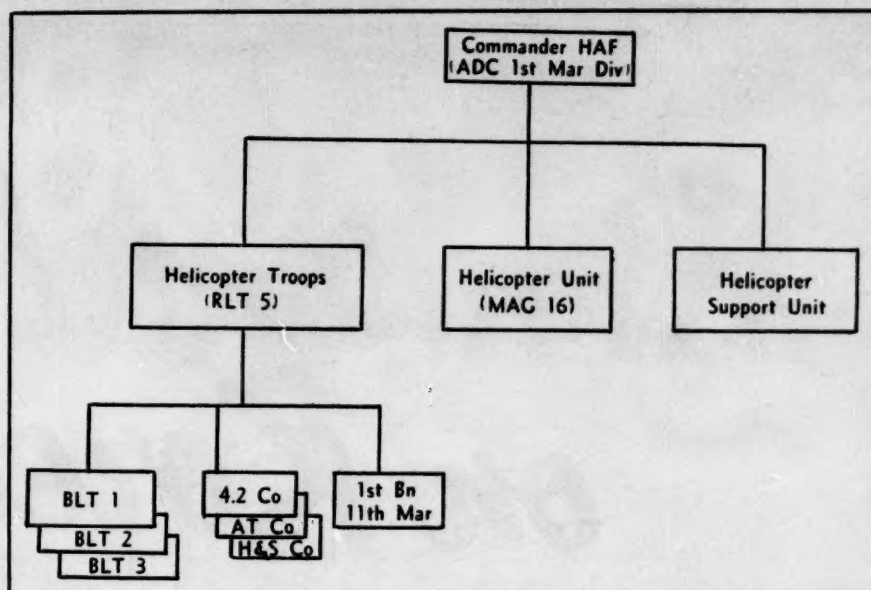 Commander HAF
(ADC 1st Mar Div)
Helicopter Troops
(RLT 5)
Helicopter Unit
(MAG 16)
Helicopter
Support Unit
BLT 1
BLT 2
BLT 3
4.2 Co
AT Co
H&S Co
1st Bn
11th Mar